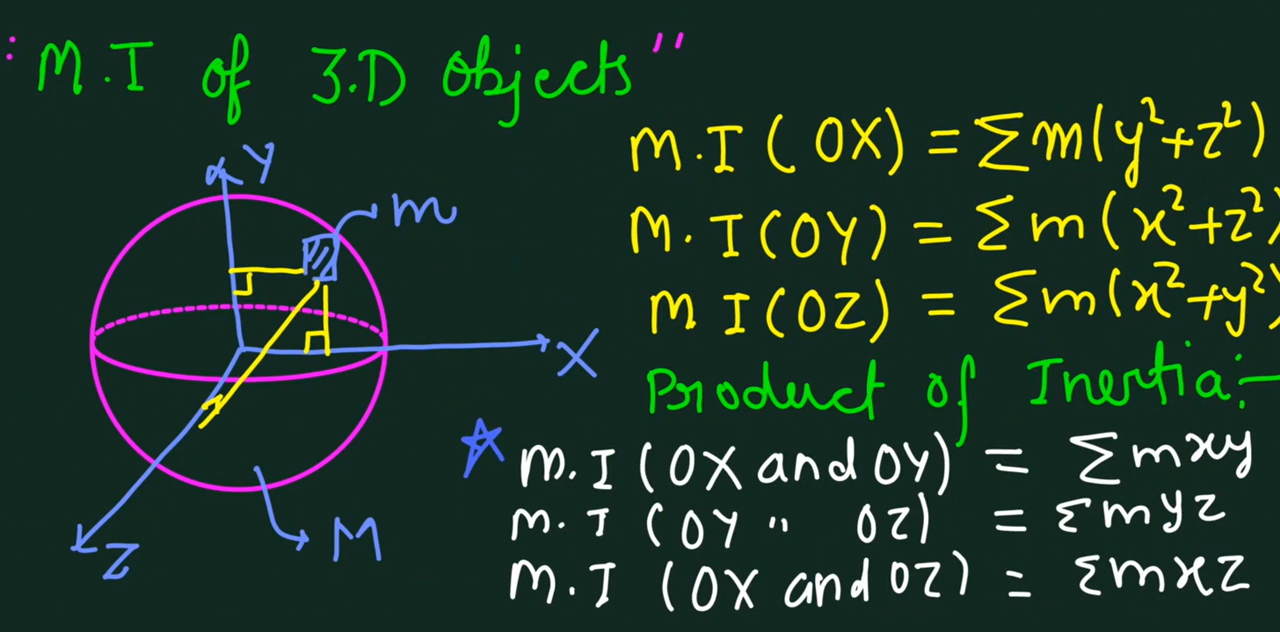 : M.I of 3.D Objects"
M.I (OX) = Σm(y²+z²)
M.I (OY) = Σm(x²+z²)
M I (OZ) = Σm(x²+y²)
Product of Inertia:-
M.I (OX and OY) = Σmxy
M.I (OY " OZ) = Σmyz
M.I (OX and OZ) = Σmxz
Y
m
X
Z
M